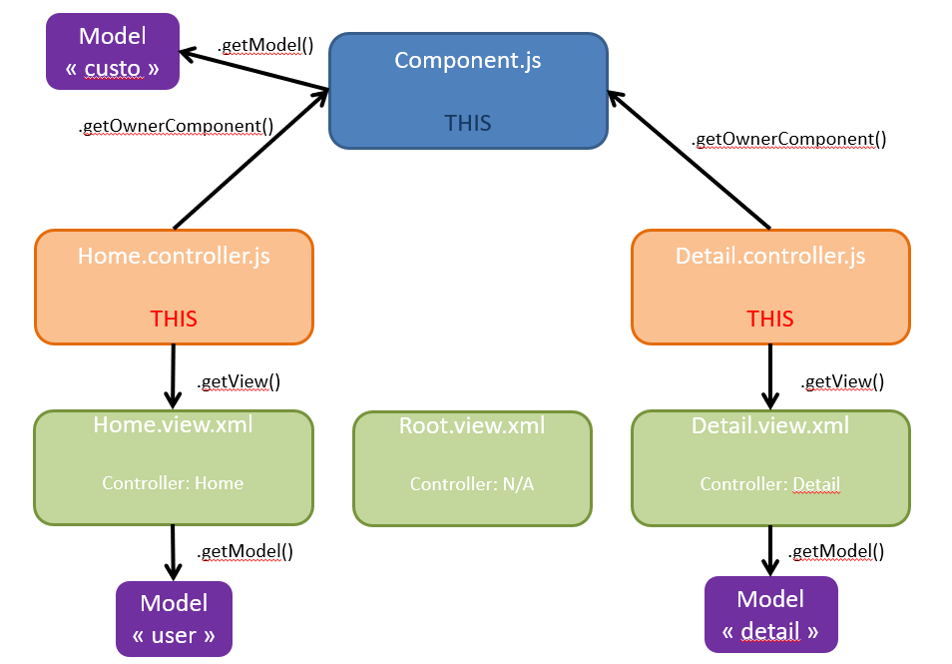 Model
« custo »
.getModel()
Component.js
THIS
.getOwnerComponent()
.getOwnerComponent()
Home.controller.js
THIS
Detail.controller.js
THIS
.getView()
.getView()
Home.view.xml
Controller: Home
Root.view.xml
Controller: N/A
Detail.view.xml
Controller: Detail
.getModel()
.getModel()
Model
« user »
Model
« detail »